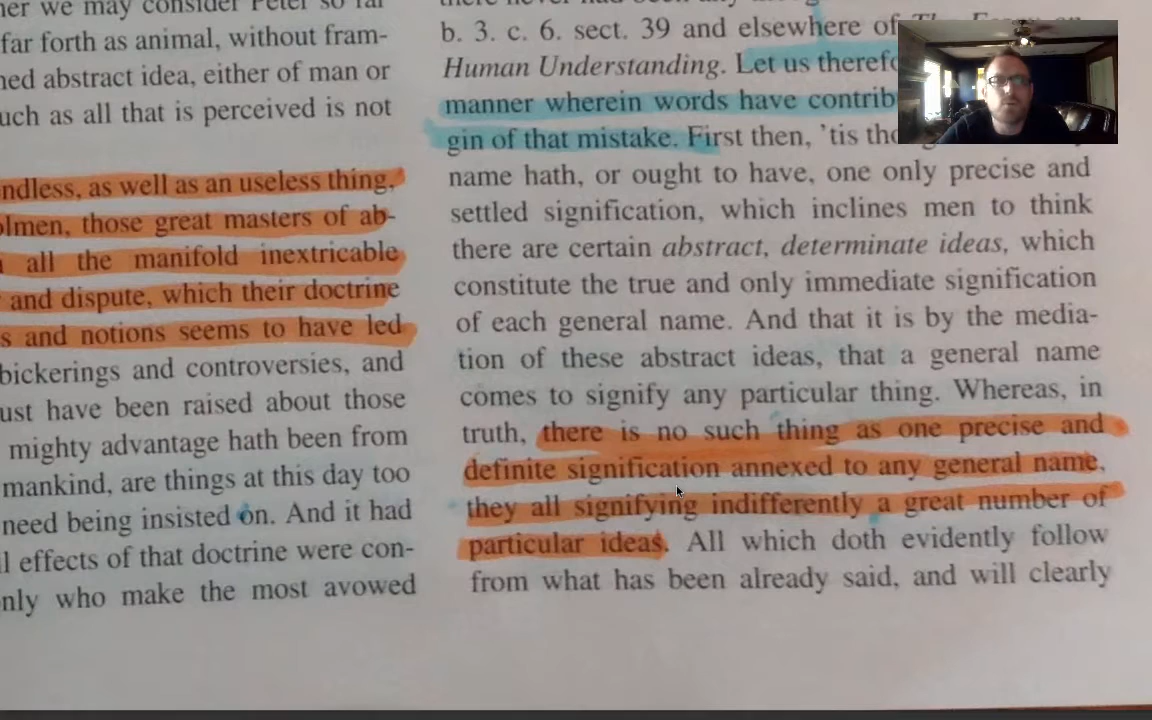 ner we may consider Peter so far
far forth as animal, without fram-
ned abstract idea, either of man or
uch as all that is perceived is not
ndless, as well as an useless thing,
olmen, those great masters of ab-
all the manifold inextricable
and dispute, which their doctrine
s and notions seems to have led
bickerings and controversies, and
ust have been raised about those
mighty advantage hath been from
mankind, are things at this day too
need being insisted on. And it had
ll effects of that doctrine were con-
nly who make the most avowed
b. 3. c. 6. sect. 39 and elsewhere of
Human Understanding. Let us therefo
manner wherein words have contrib
gin of that mistake. First then, ’tis tho
name hath, or ought to have, one only precise and
settled signification, which inclines men to think
there are certain abstract, determinate ideas, which
constitute the true and only immediate signification
of each general name. And that it is by the media-
tion of these abstract ideas, that a general name
comes to signify any particular thing. Whereas, in
truth, there is no such thing as one precise and
definite signification annexed to any general name,
they all signifying indifferently a great number of
particular ideas. All which doth evidently follow
from what has been already said, and will clearly